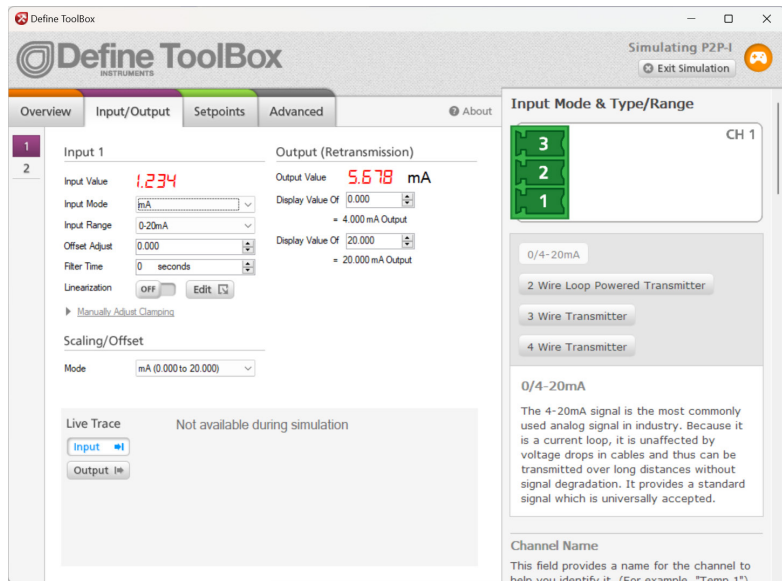 Define ToolBox
Define ToolBox
INSTRUMENTS
Simulating P2P-I
Exit Simulation
Overview
Input/Output
Setpoints
Advanced
About
1
2
Input 1
Input Value 1.234
Input Mode mA
Input Range 0-20mA
Offset Adjust 0.000
Filter Time 0 seconds
Linearization OFF Edit
Manually Adjust Clamping
Scaling/Offset
Mode mA (0.000 to 20.000)
Output (Retransmission)
Output Value 5.678 mA
Display Value Of 0.000
= 4.000 mA Output
Display Value Of 20.000
= 20.000 mA Output
Live Trace
Not available during simulation
Input
Output
Input Mode & Type/Range
CH 1
3
2
1
0/4-20mA
2 Wire Loop Powered Transmitter
3 Wire Transmitter
4 Wire Transmitter
0/4-20mA
The 4-20mA signal is the most commonly
used analog signal in industry. Because it
is a current loop, it is unaffected by
voltage drops in cables and thus can be
transmitted over long distances without
signal degradation. It provides a standard
signal which is universally accepted.
Channel Name
This field provides a name for the channel to
help you identify it. (For example, "Temp 1")